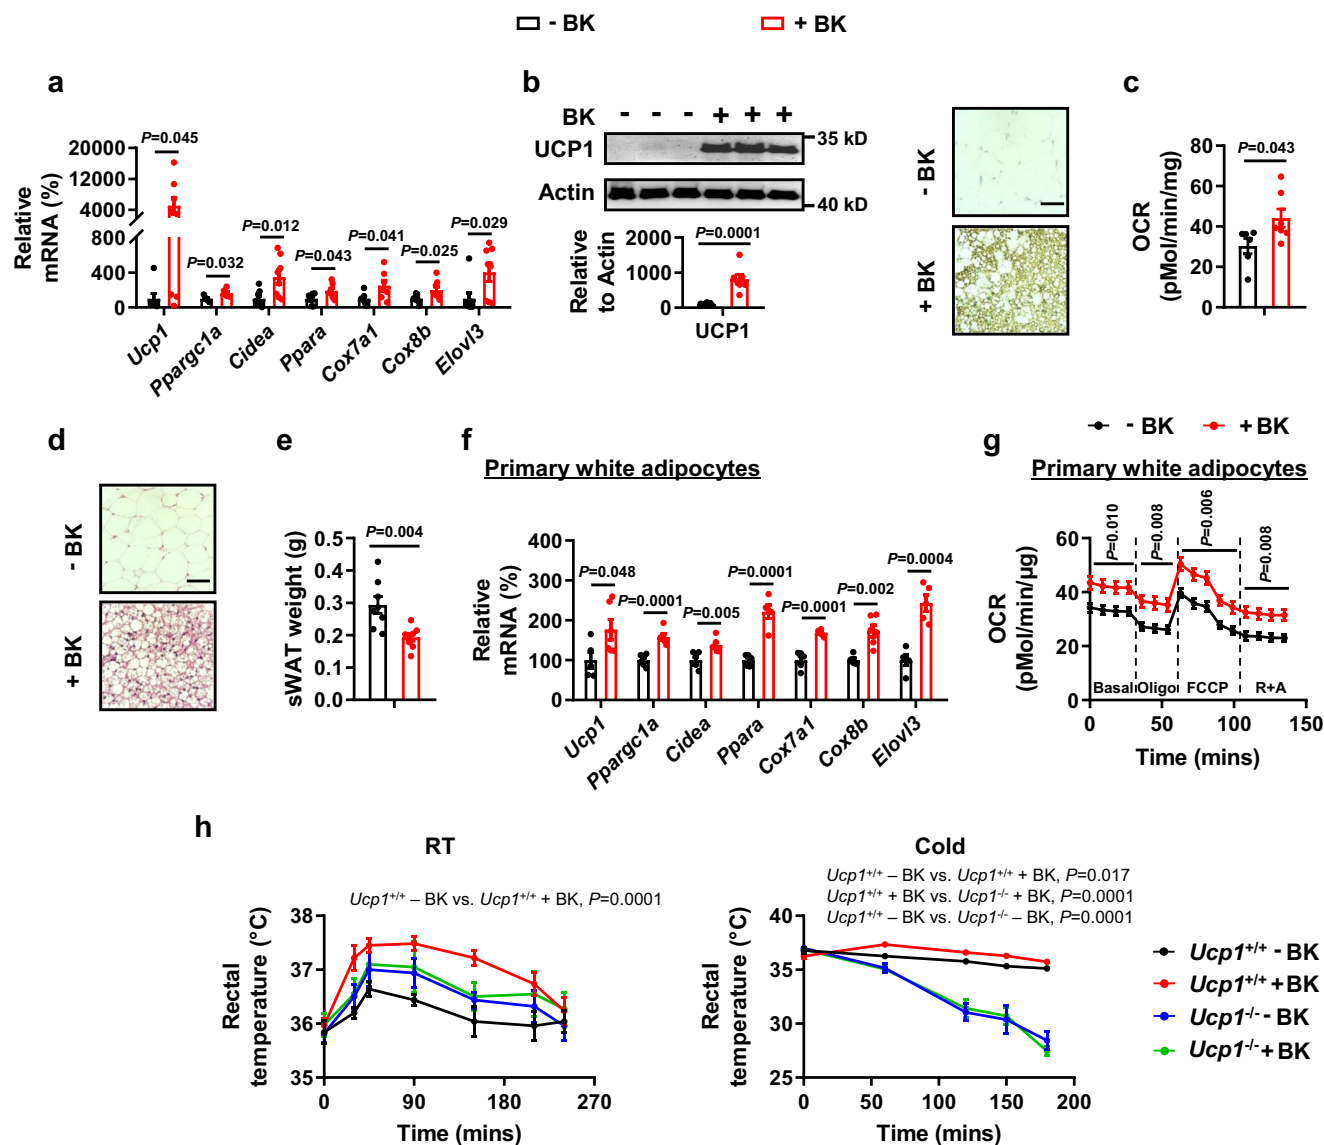 - BK + BK
a
Relative mRNA (%)
20000
12000
4000
800
400
0
P=0.045
P=0.032
P=0.012
P=0.043
P=0.041
P=0.025
P=0.029
Ucp1
Ppargc1a
Cidea
Ppara
Cox7a1
Cox8b
Elovl3
b
BK - - - + + +
UCP1
35 kD
Actin
40 kD
Relative to Actin
2000
1000
0
P=0.0001
UCP1
- BK
+ BK
c
OCR (pMol/min/mg)
80
60
40
20
0
P=0.043
d
- BK
+ BK
e
sWAT weight (g)
0.5
0.4
0.3
0.2
0.1
0.0
P=0.004
f
Primary white adipocytes
Relative mRNA (%)
400
300
200
100
0
P=0.048
P=0.0001
P=0.005
P=0.0001
P=0.0001
P=0.002
P=0.0004
Ucp1
Ppargc1a
Cidea
Ppara
Cox7a1
Cox8b
Elovl3
- BK + BK
g
Primary white adipocytes
OCR (pMol/min/µg)
60
40
20
0
P=0.010
P=0.008
P=0.006
P=0.008
Basal Oligo FCCP R+A
0 50 100 150
Time (mins)
h
RT
Ucp1+/+ – BK vs. Ucp1+/+ + BK, P=0.0001
Rectal temperature (°C)
38
37
36
35
0 90 180 270
Time (mins)
Cold
Ucp1+/+ – BK vs. Ucp1+/+ + BK, P=0.017
Ucp1+/+ + BK vs. Ucp1-/- + BK, P=0.0001
Ucp1+/+ – BK vs. Ucp1-/- – BK, P=0.0001
Rectal temperature (°C)
40
35
30
25
0 50 100 150 200
Time (mins)
Ucp1+/+ - BK
Ucp1+/+ + BK
Ucp1-/- - BK
Ucp1-/- + BK